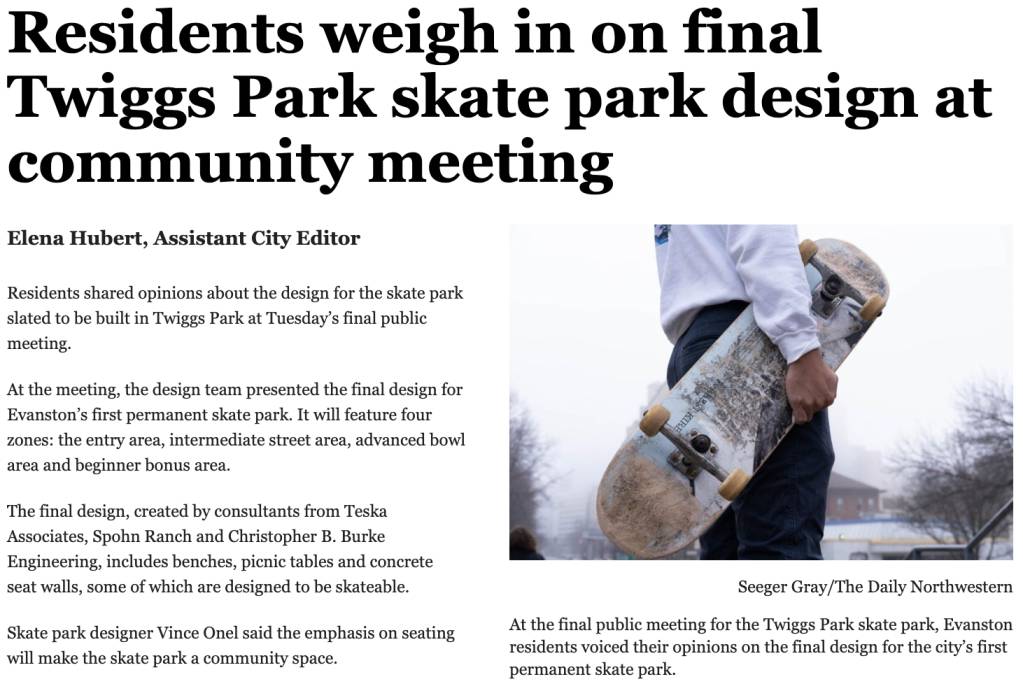 Residents weigh in on final
Twiggs Park skate park design at
community meeting
Elena Hubert, Assistant City Editor
Residents shared opinions about the design for the skate park
slated to be built in Twiggs Park at Tuesday’s final public
meeting.
At the meeting, the design team presented the final design for
Evanston’s first permanent skate park. It will feature four
zones: the entry area, intermediate street area, advanced bowl
area and beginner bonus area.
The final design, created by consultants from Teska
Associates, Spohn Ranch and Christopher B. Burke
Engineering, includes benches, picnic tables and concrete
seat walls, some of which are designed to be skateable.
Skate park designer Vince Onel said the emphasis on seating
will make the skate park a community space.
Seeger Gray/The Daily Northwestern
At the final public meeting for the Twiggs Park skate park, Evanston
residents voiced their opinions on the final design for the city’s first
permanent skate park.